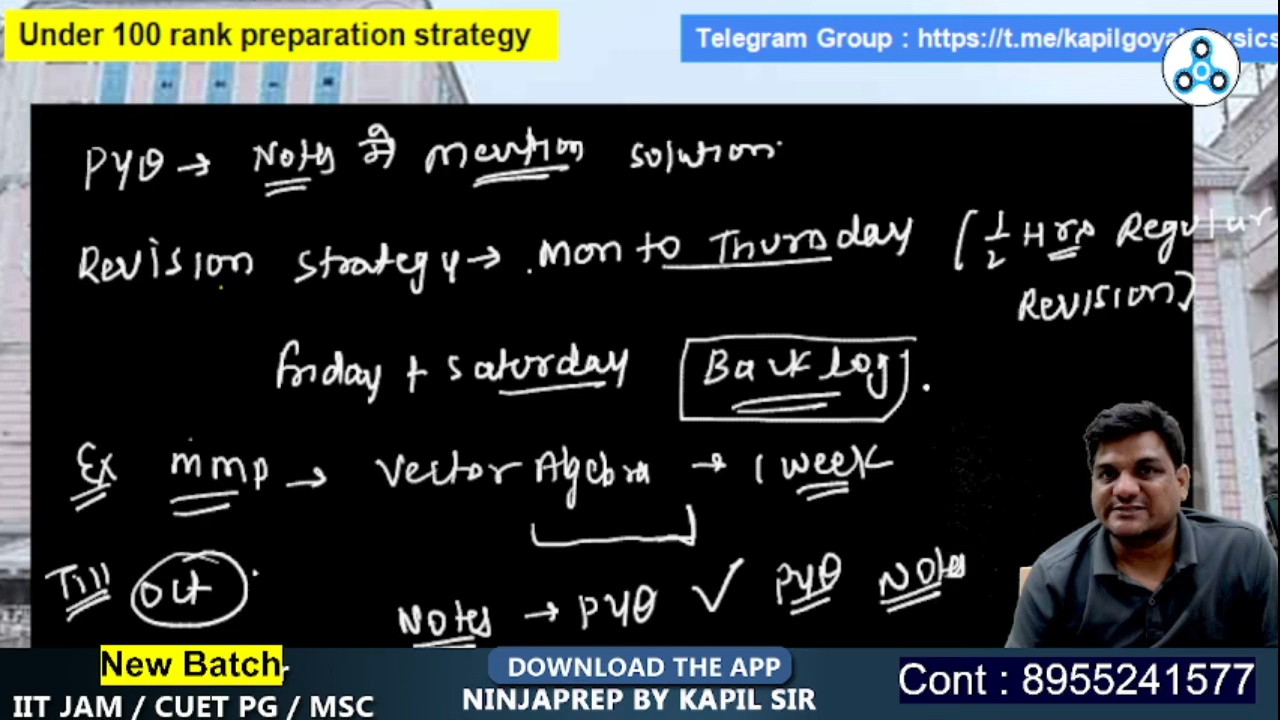 Under 100 rank preparation strategy
Telegram Group : https://t.me/kapilgoyalphysics
PYQ → Notes में mention solution.
Revision Strategy → Mon to Thursday ( 1/2 Hrs Regular
Revision)
friday + saturday Backlog .
Ex mmp → Vector Algebra → 1 week
Till Oct .
Notes → PYQ ✓ PYQ Notes
New Batch
DOWNLOAD THE APP
Cont : 8955241577
IIT JAM / CUET PG / MSC
NINJAPREP BY KAPIL SIR